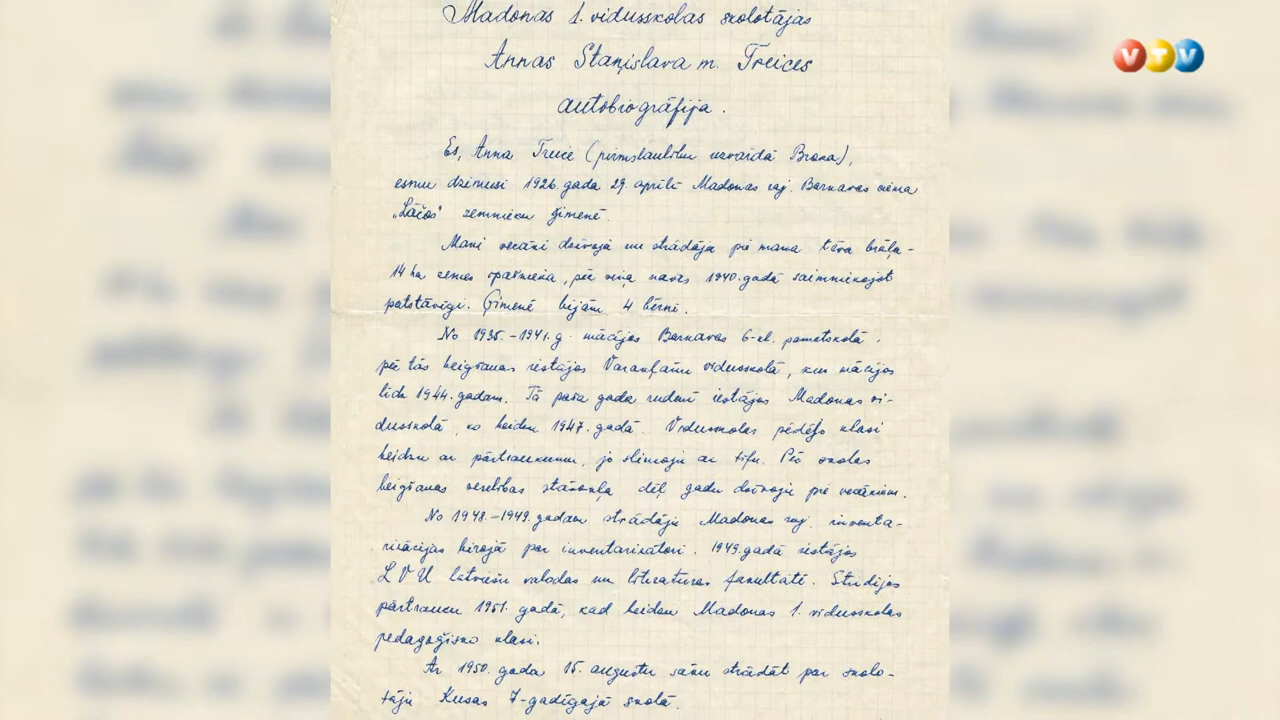 Madonas 1. vidusskolas skolotājas
Annas Staņislava m. Treices
autobiogrāfija.
Es, Anna Treice (pirmslaulību uzvārdā Broka),
esmu dzimusi 1926. gada 29. aprīlī Madonas raj. Barkavas ciema
"Lāčos" zemnieku ģimenē.
Mani vecāki dzīvoja un strādāja pie mana tēva brāļa -
14 ha zemes īpašnieka, pēc viņa nāves 1940. gadā saimniekojot
patstāvīgi. Ģimenē bijām 4 bērni.
No 1935. - 1941. g. mācījos Barkavas 6-kl. pamatskolā,
pēc tās beigšanas iestājos Varakļānu vidusskolā, kur mācījos
līdz 1944. gadam. Tā paša gada rudenī iestājos Madonas vi-
dusskolā, ko beidzu 1947. gadā. Vidusskolas pēdējo klasi
beidzu ar pārtraukumu, jo slimoju ar tīfu. Pēc skolas
beigšanas veselības stāvokļa dēļ gadu dzīvoju pie vecākiem.
No 1948. - 1949. gadam strādāju Madonas raj. inventa-
rizācijas birojā par inventarizatori. 1949. gadā iestājos
LVU latviešu valodas un literatūras fakultātē. Studijas
pārtraucu 1951. gadā, kad beidzu Madonas 1. vidusskolas
pedagoģisko klasi.
Ar 1950. gada 15. augustu sāku strādāt par skolo-
tāju Kusas 7-gadīgajā skolā.
VTV